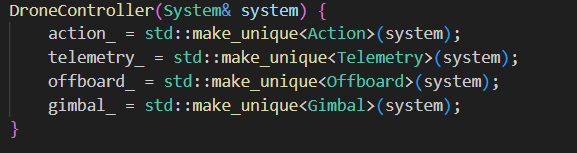 DroneController(System& system) {
    action_ = std::make_unique<Action>(system);
    telemetry_ = std::make_unique<Telemetry>(system);
    offboard_ = std::make_unique<Offboard>(system);
    gimbal_ = std::make_unique<Gimbal>(system);
}